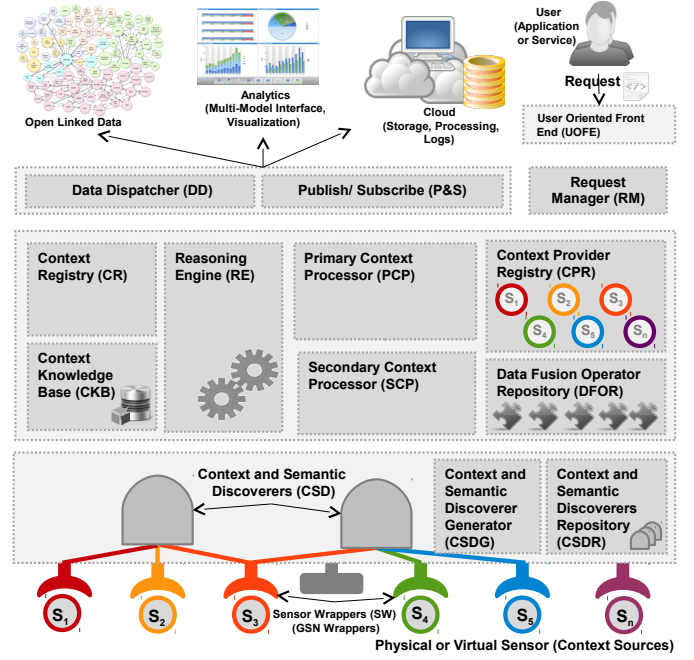 User
(Application
or Service)
Request
</>
Open Linked Data
Analytics
(Multi-Model Interface,
Visualization)
Cloud
(Storage, Processing,
Logs)
User Oriented Front
End (UOFE)
Data Dispatcher (DD)
Publish/ Subscribe (P&S)
Request
Manager (RM)
Context
Registry (CR)
Reasoning
Engine (RE)
Primary Context
Processor (PCP)
Context Provider
Registry (CPR)
S1
S2
S3
S4
S5
Sn
Context
Knowledge
Base (CKB)
Secondary Context
Processor (SCP)
Data Fusion Operator
Repository (DFOR)
Context and Semantic
Discoverers (CSD)
Context and
Semantic
Discoverer
Generator
(CSDG)
Context and
Semantic
Discoverers
Repository
(CSDR)
S1
S2
S3
S4
S5
Sn
Sensor Wrappers (SW)
(GSN Wrappers)
Physical or Virtual Sensor (Context Sources)